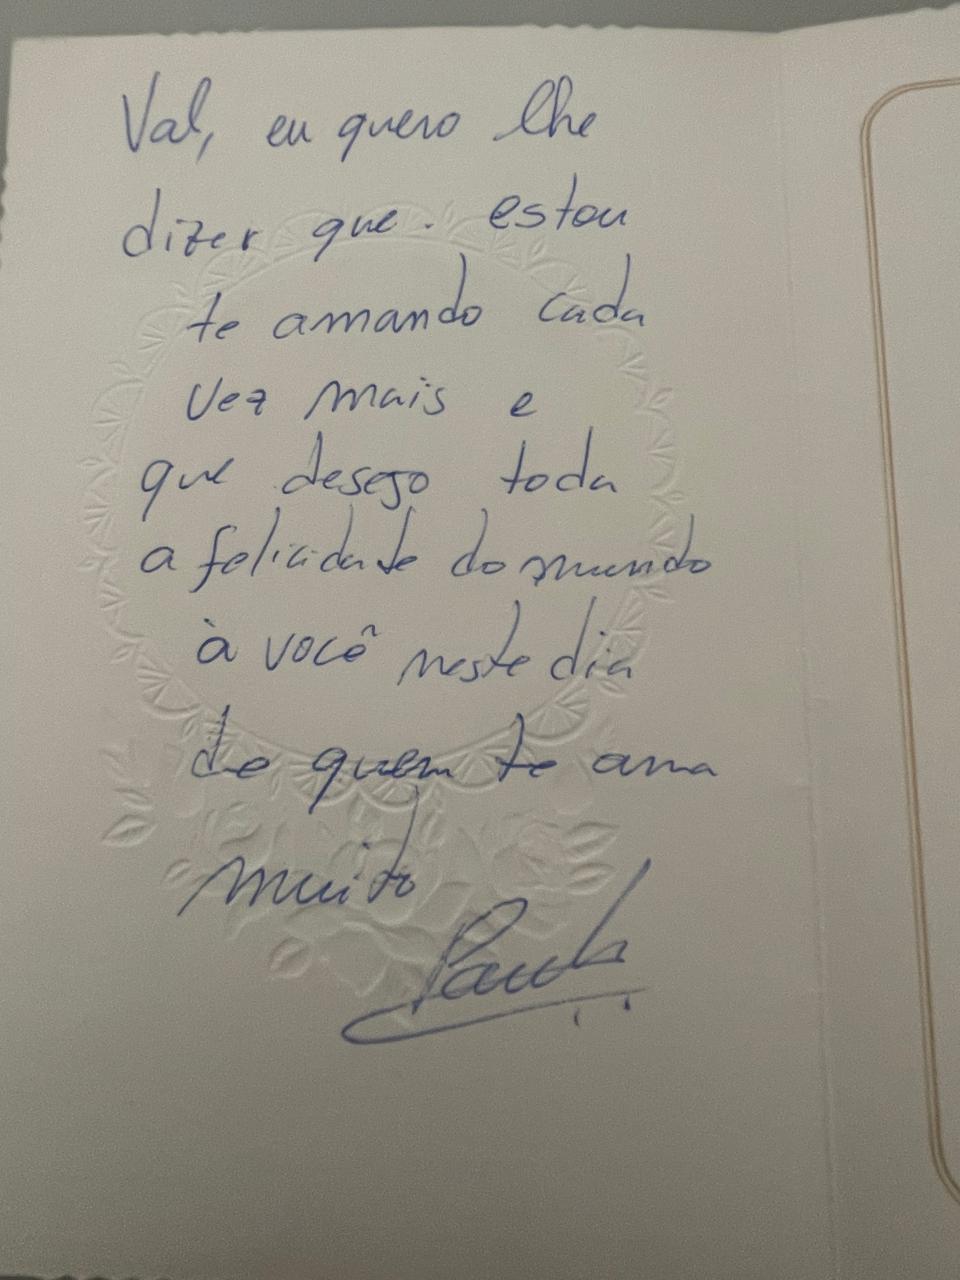 Val, eu quero lhe
dizer que estou
te amando cada
vez mais e
que desejo toda
a felicidade do mundo
à você neste dia
de quem te ama
muito